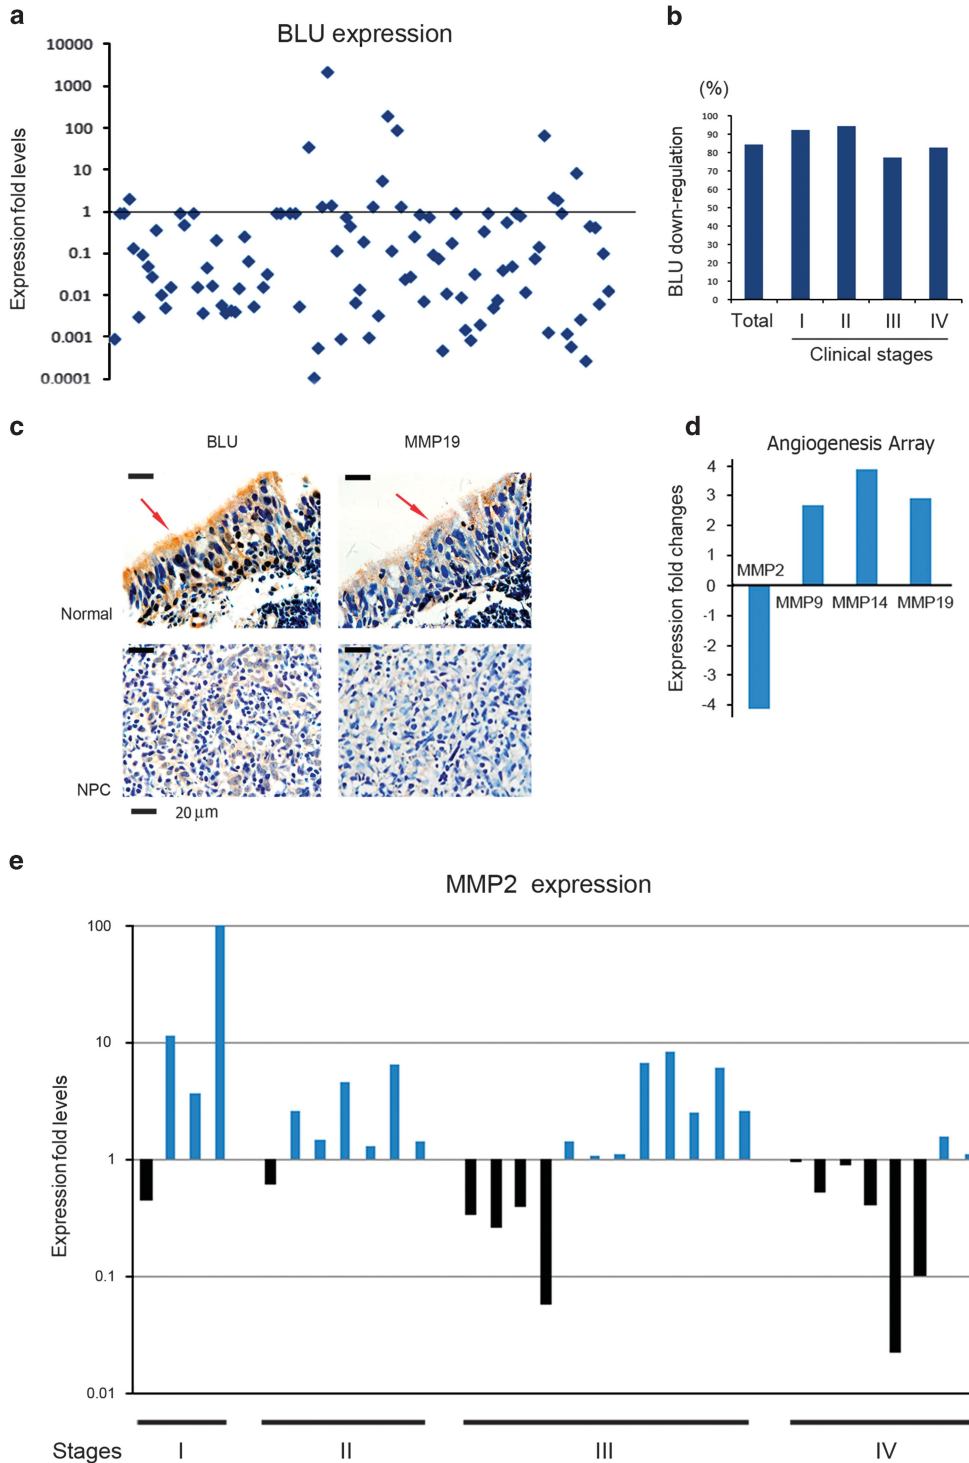 a
BLU expression
Expression fold levels
10000
1000
100
10
1
0.1
0.01
0.001
0.0001
b
(%)
BLU down-regulation
100
90
80
70
60
50
40
30
20
10
0
Total I II III IV
Clinical stages
c
BLU MMP19
Normal
NPC
20 μm
d
Angiogenesis Array
Expression fold changes
4
3
2
1
0
-1
-2
-3
-4
MMP2
MMP9 MMP14 MMP19
e
MMP2 expression
Expression fold levels
100
10
1
0.1
0.01
Stages I II III IV